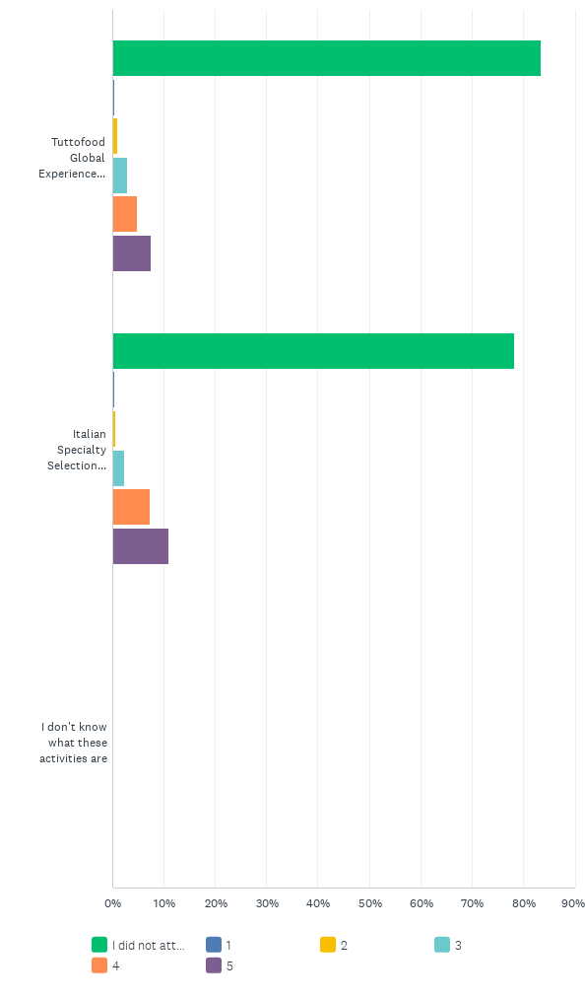 Tuttofood
Global
Experience...
Italian
Specialty
Selection...
I don't know
what these
activities are
0% 10% 20% 30% 40% 50% 60% 70% 80% 90%
I did not att... 1 2 3
4 5